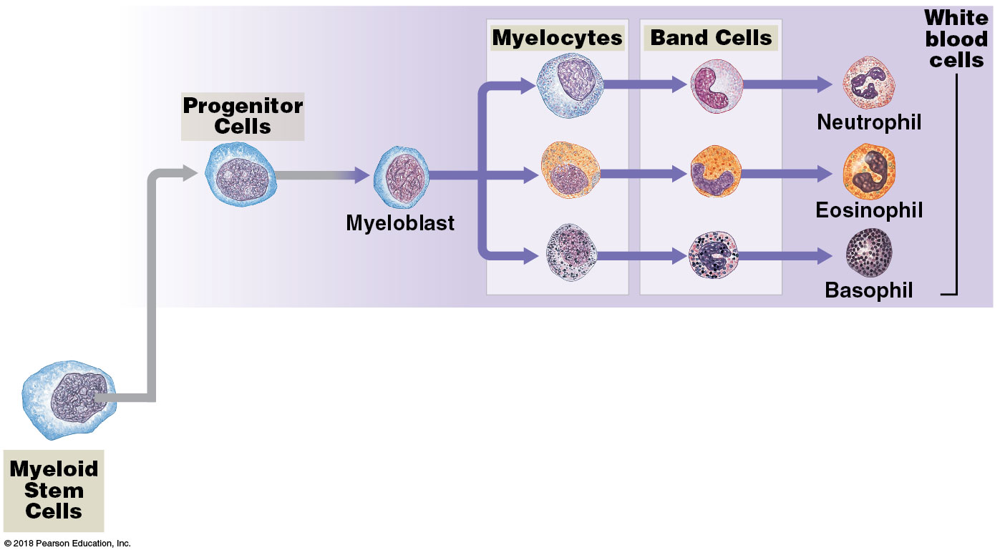 Myelocytes
Band Cells
White
blood
cells
Progenitor
Cells
Neutrophil
Myeloblast
Eosinophil
Basophil
Myeloid
Stem
Cells
© 2018 Pearson Education, Inc.